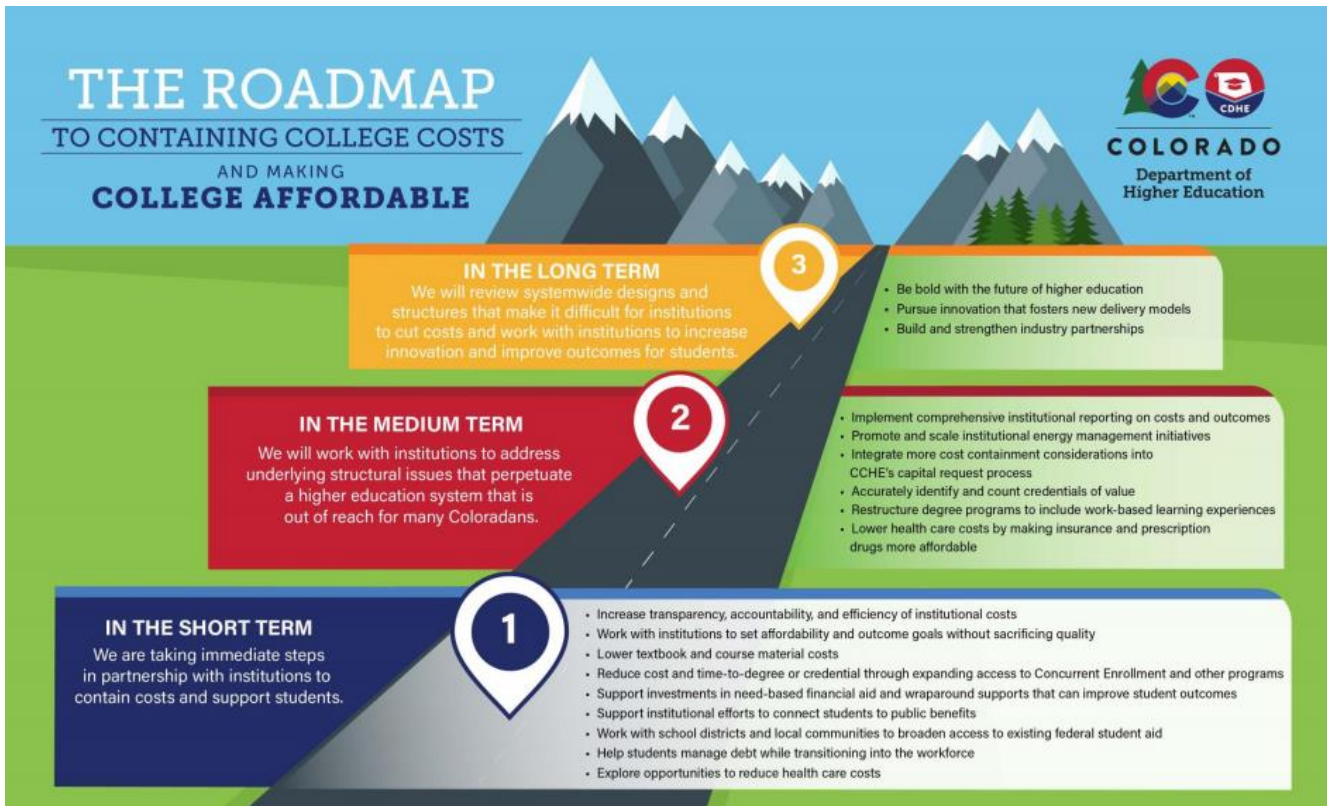 THE ROADMAP
TO CONTAINING COLLEGE COSTS
AND MAKING
COLLEGE AFFORDABLE
CDHE
COLORADO
Department of
Higher Education
IN THE LONG TERM
We will review systemwide designs and
structures that make it difficult for institutions
to cut costs and work with institutions to increase
innovation and improve outcomes for students.
3
• Be bold with the future of higher education
• Pursue innovation that fosters new delivery models
• Build and strengthen industry partnerships
IN THE MEDIUM TERM
We will work with institutions to address
underlying structural issues that perpetuate
a higher education system that is
out of reach for many Coloradans.
2
• Implement comprehensive institutional reporting on costs and outcomes
• Promote and scale institutional energy management initiatives
• Integrate more cost containment considerations into
CCHE's capital request process
• Accurately identify and count credentials of value
• Restructure degree programs to include work-based learning experiences
• Lower health care costs by making insurance and prescription
drugs more affordable
IN THE SHORT TERM
We are taking immediate steps
in partnership with institutions to
contain costs and support students.
1
• Increase transparency, accountability, and efficiency of institutional costs
• Work with institutions to set affordability and outcome goals without sacrificing quality
• Lower textbook and course material costs
• Reduce cost and time-to-degree or credential through expanding access to Concurrent Enrollment and other programs
• Support investments in need-based financial aid and wraparound supports that can improve student outcomes
• Support institutional efforts to connect students to public benefits
• Work with school districts and local communities to broaden access to existing federal student aid
• Help students manage debt while transitioning into the workforce
• Explore opportunities to reduce health care costs